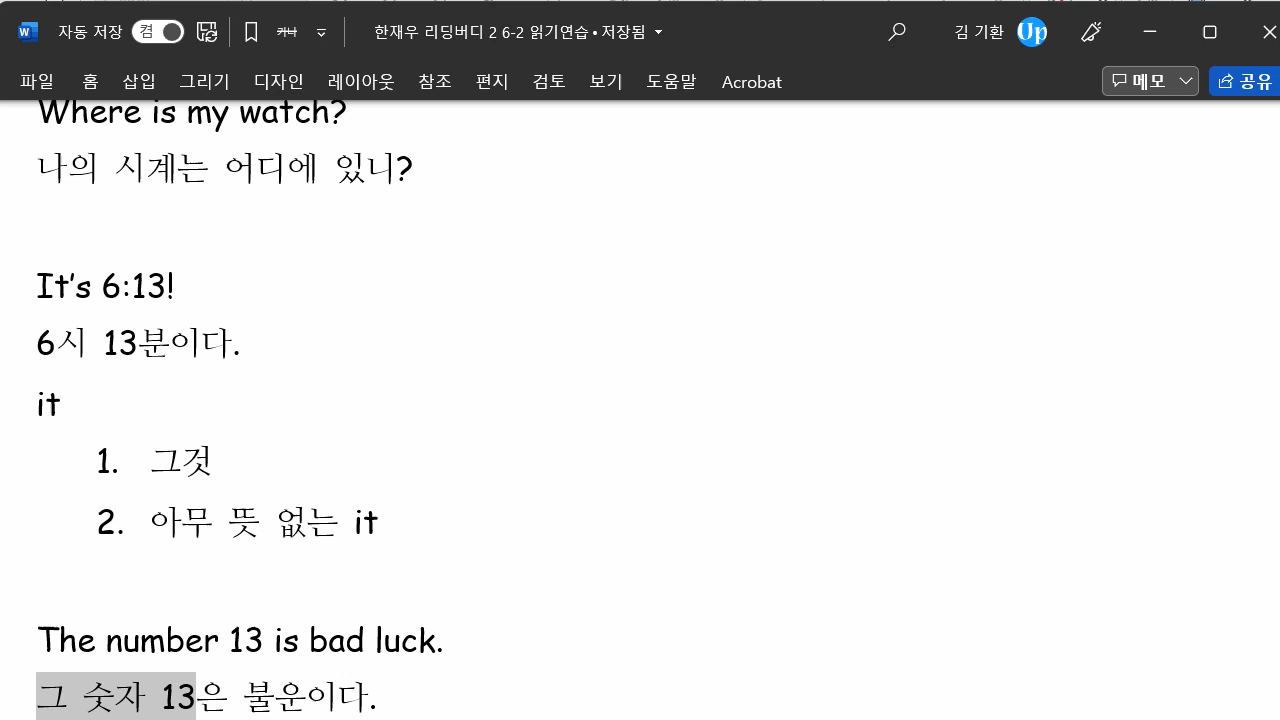 자동 저장 켬 가나 한재우 리딩버디 2 6-2 읽기연습 • 저장됨 김 기환 Up
파일 홈 삽입 그리기 디자인 레이아웃 참조 편지 검토 보기 도움말 Acrobat 메모 공유
Where is my watch?
나의 시계는 어디에 있니?
It's 6:13!
6시 13분이다.
it
1. 그것
2. 아무 뜻 없는 it
The number 13 is bad luck.
그 숫자 13은 불운이다.